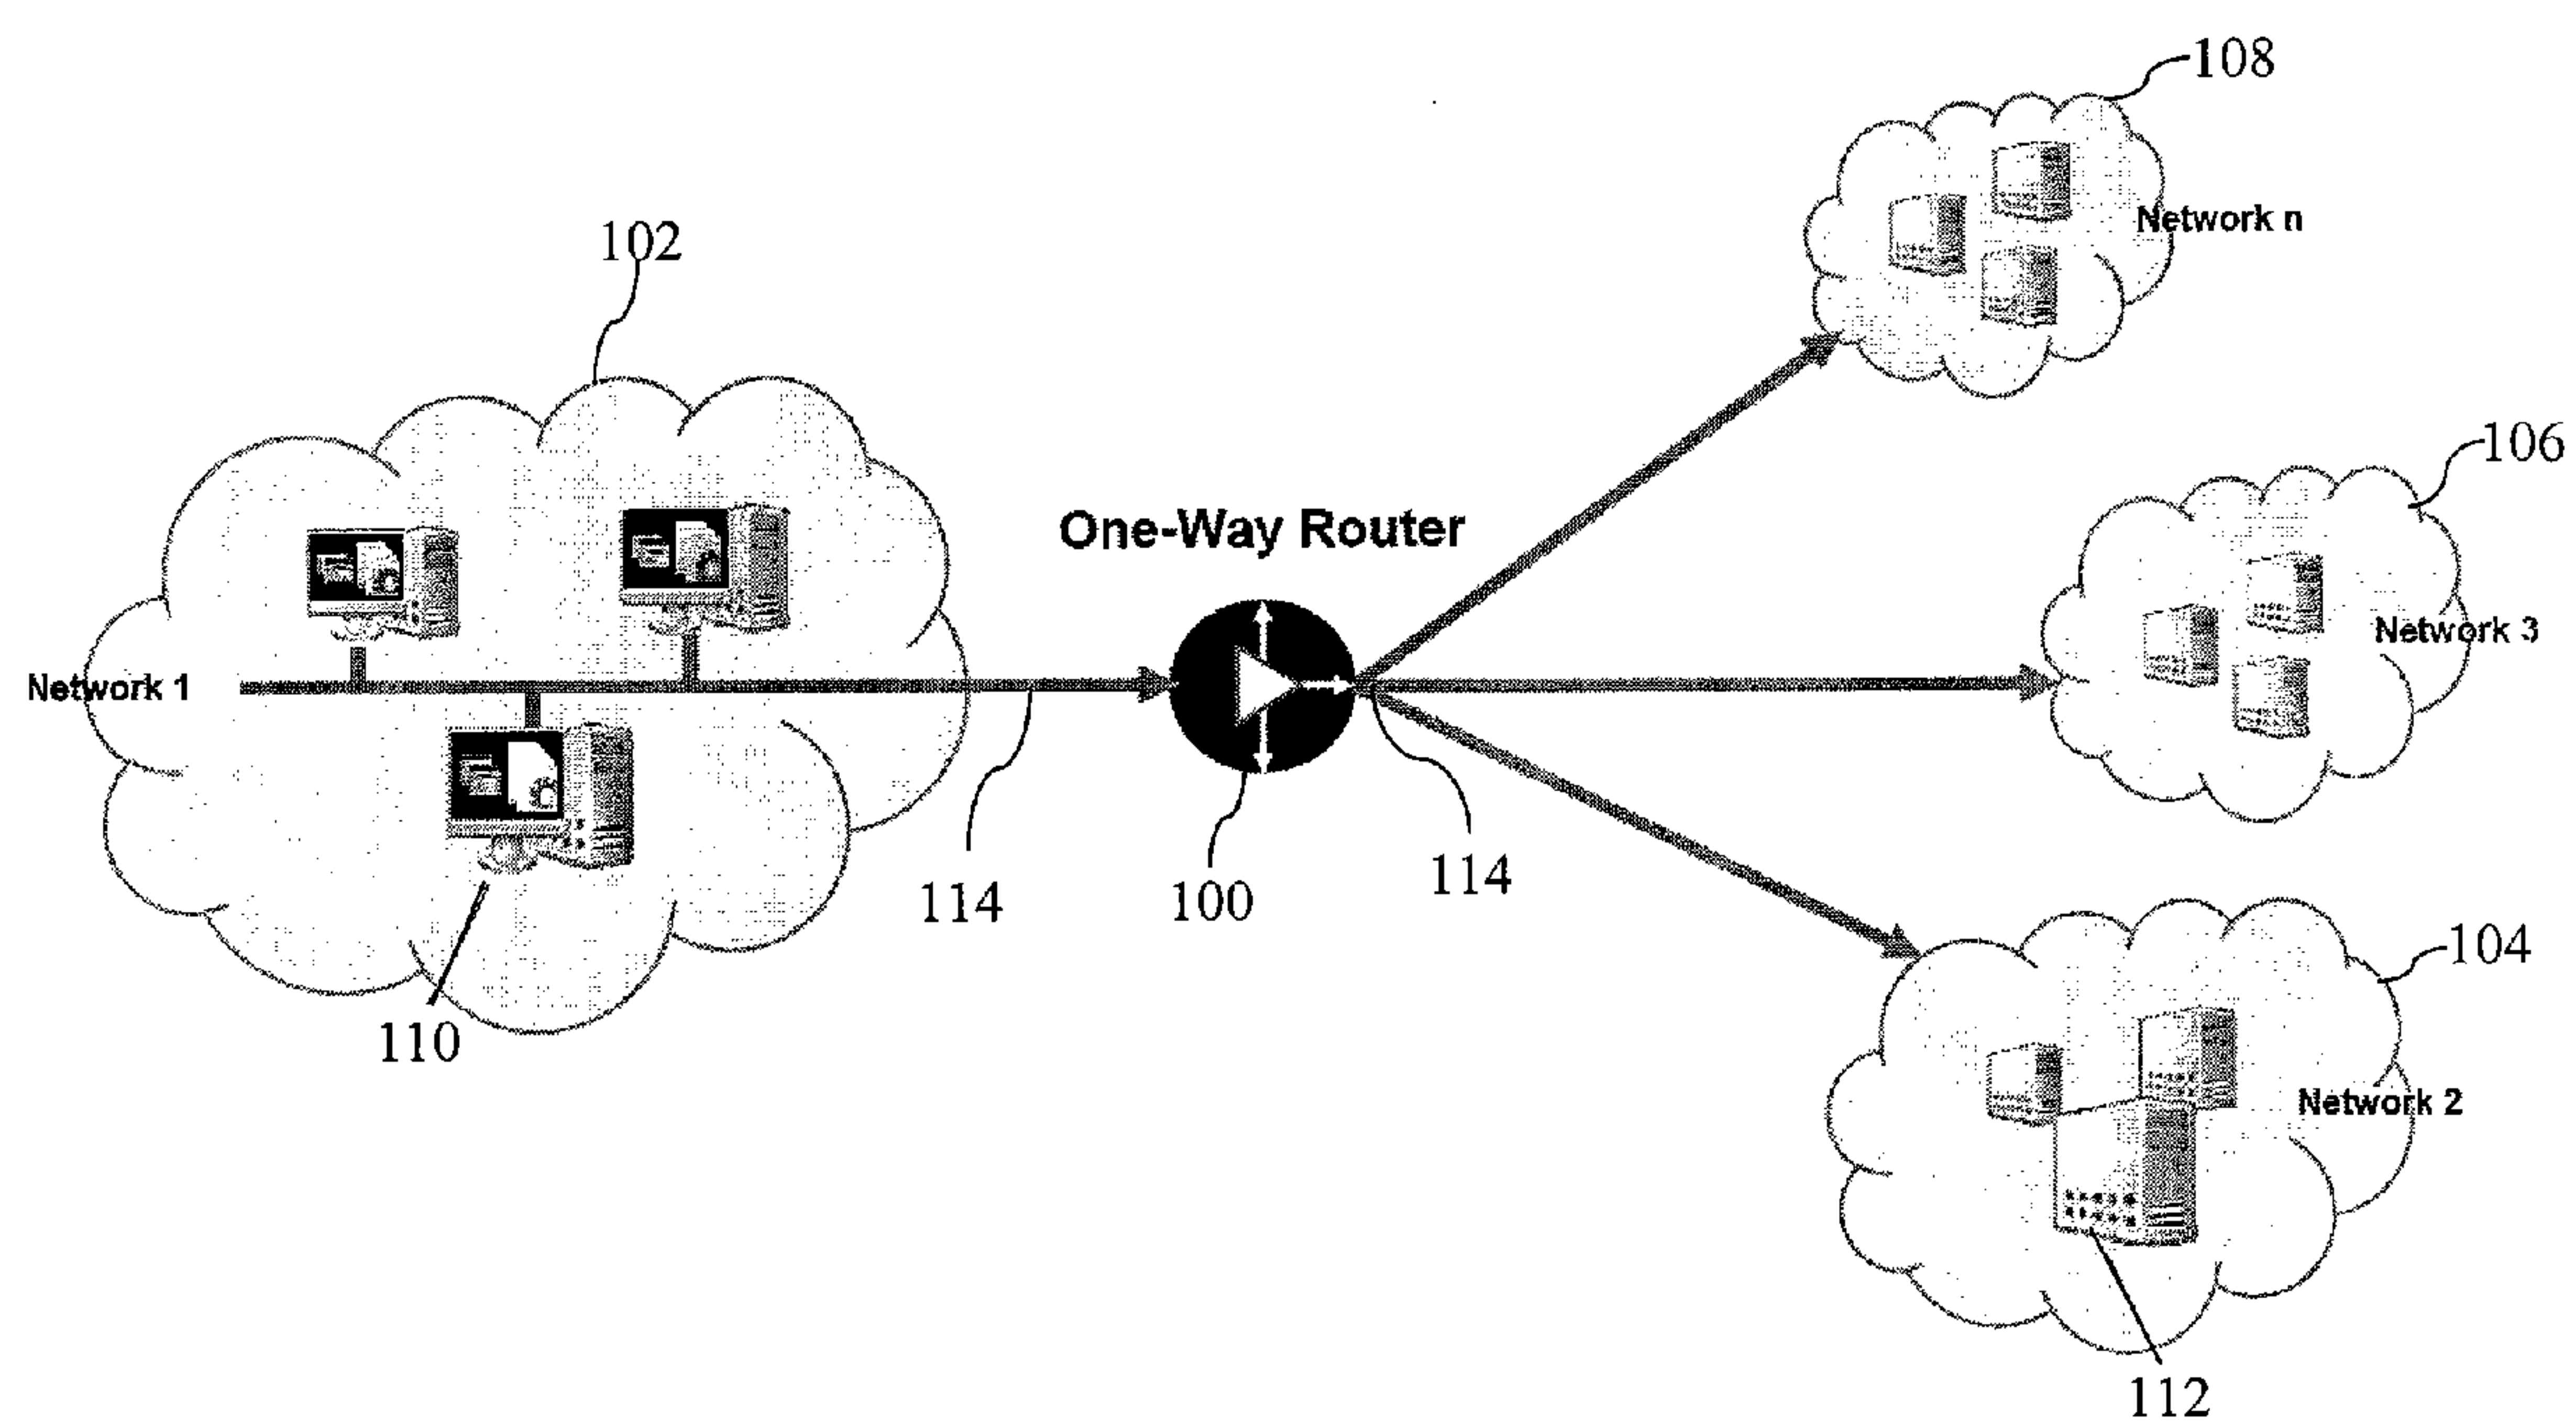 108
Network n
102
106
One-Way Router
Network 3
Network 1
114
100
114
104
110
Network 2
112